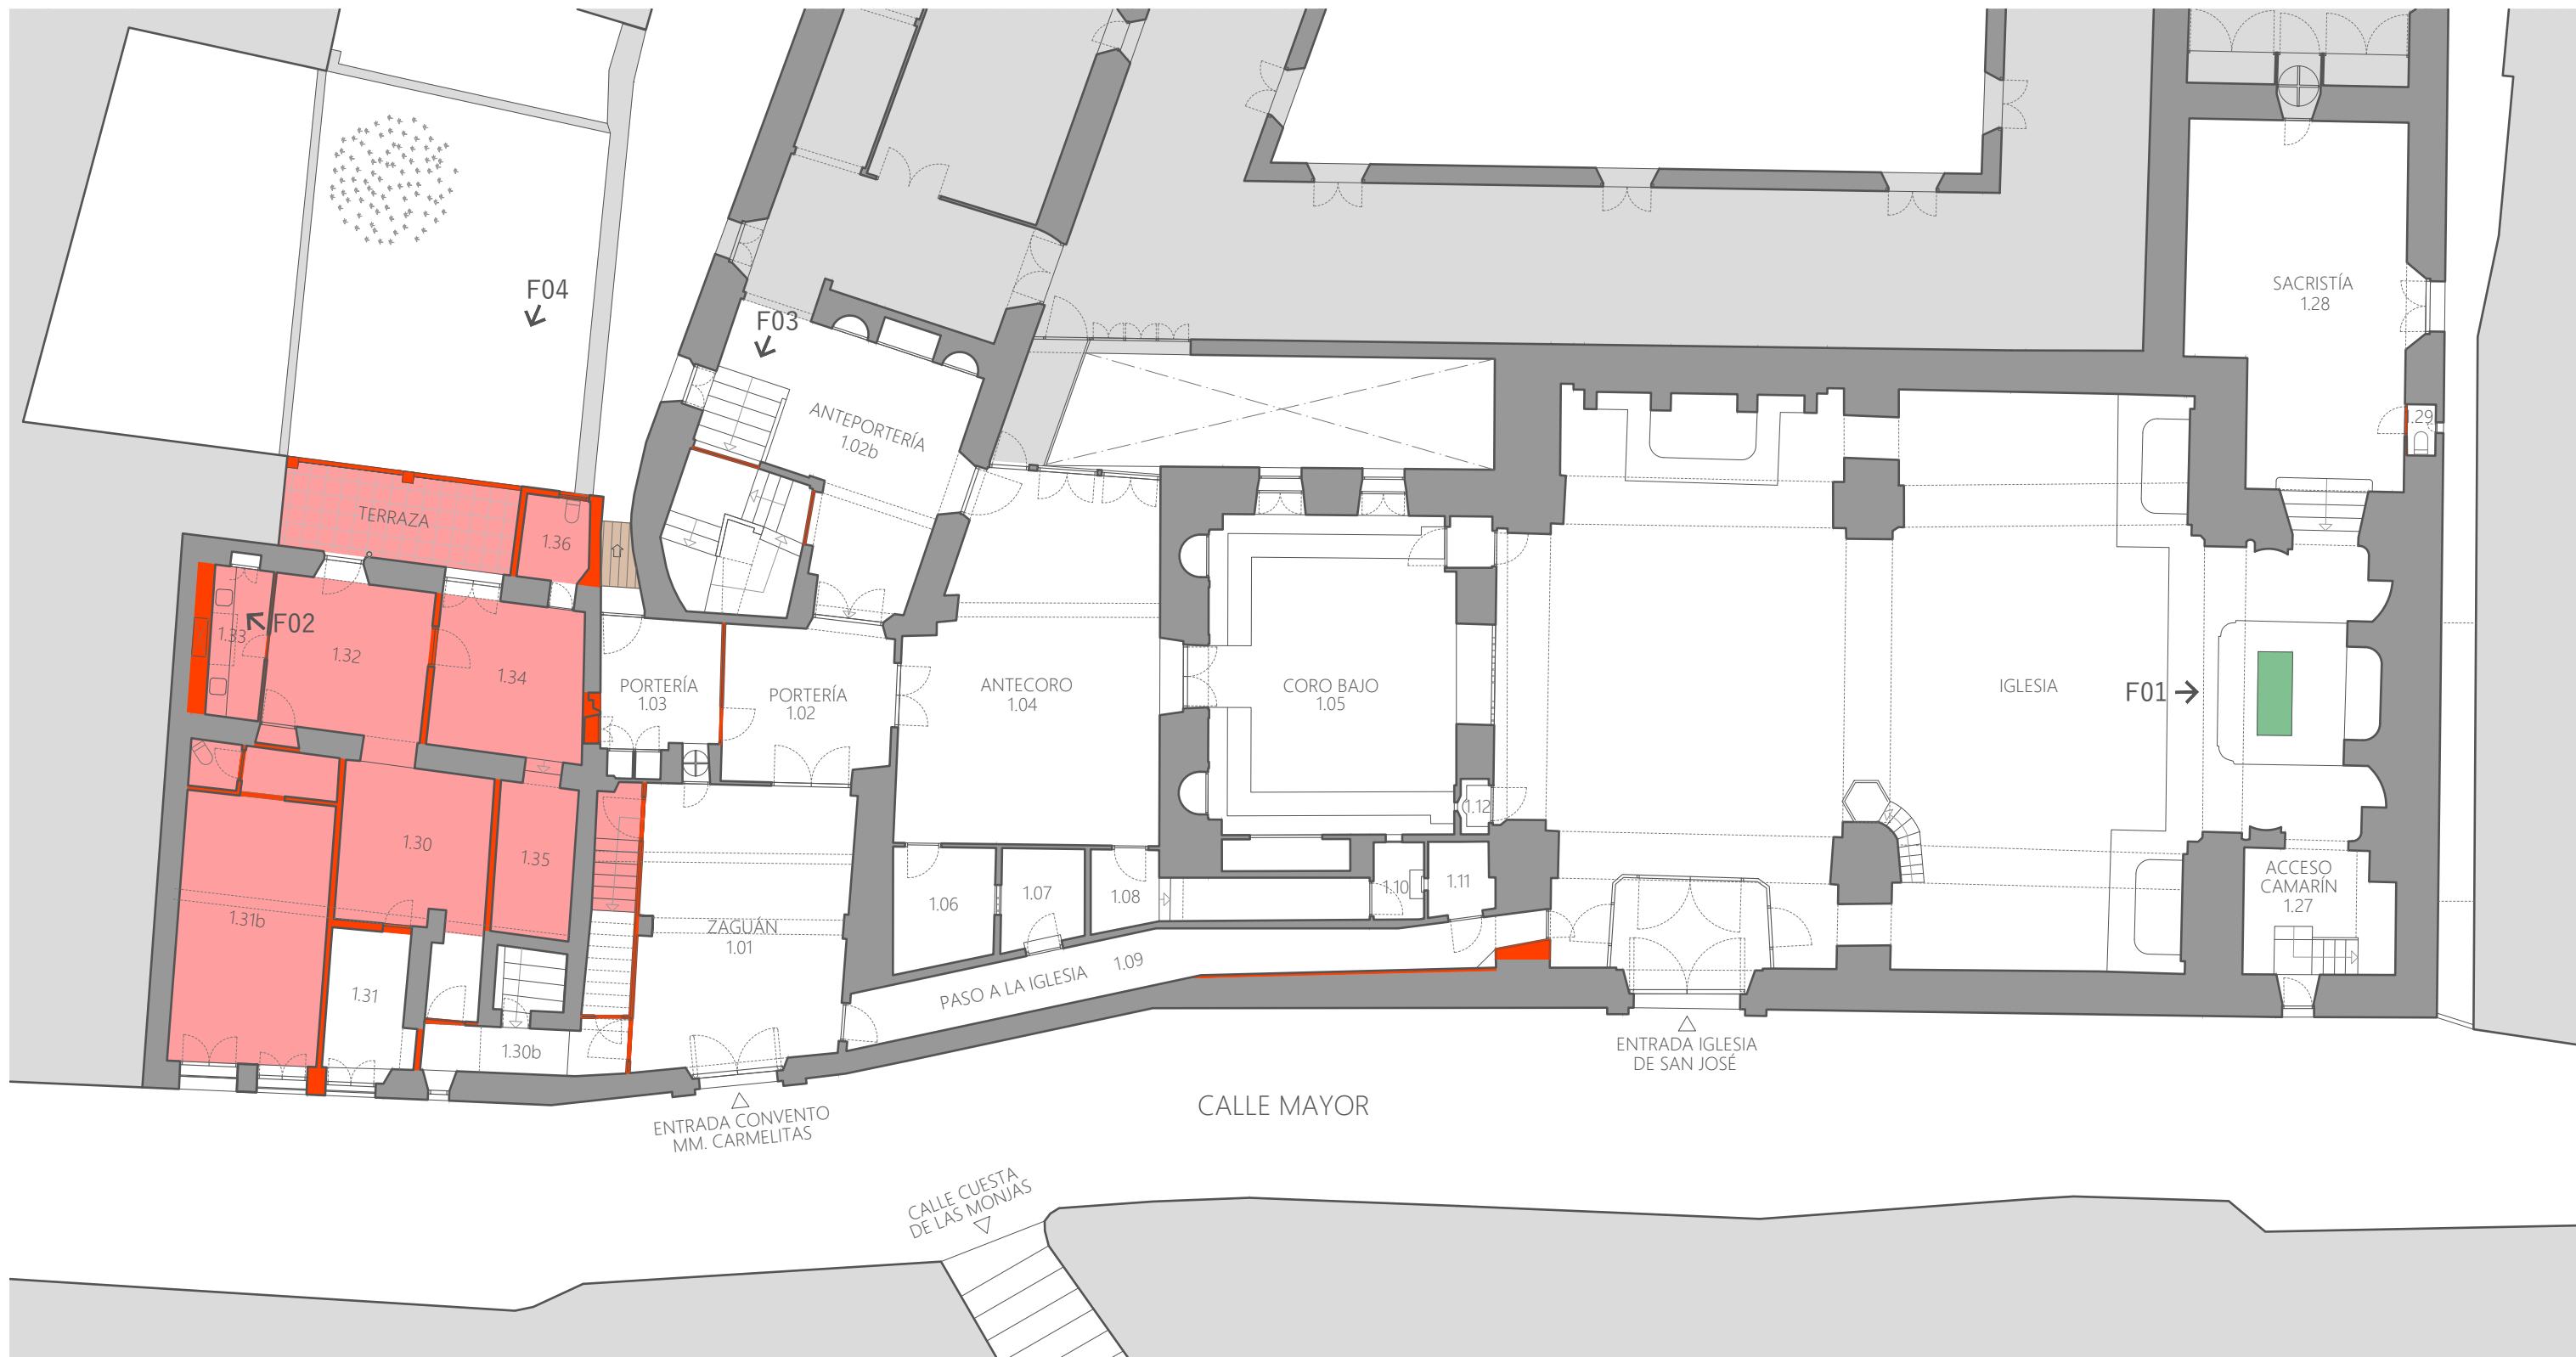 F04
F03
SACRISTÍA
1.28
ANTEPORTERÍA
1.02b
1.29
TERRAZA
1.36
F02
1.33
1.32
1.34
PORTERÍA
1.03
PORTERÍA
1.02
ANTECORO
1.04
CORO BAJO
1.05
IGLESIA
F01
1.12
1.30
1.35
1.31b
1.31
1.30b
ZAGUÁN
1.01
1.06
1.07
1.08
1.10
1.11
PASO A LA IGLESIA 1.09
ACCESO
CAMARÍN
1.27
ENTRADA IGLESIA
DE SAN JOSÉ
ENTRADA CONVENTO
MM. CARMELITAS
CALLE MAYOR
CALLE CUESTA
DE LAS MONJAS